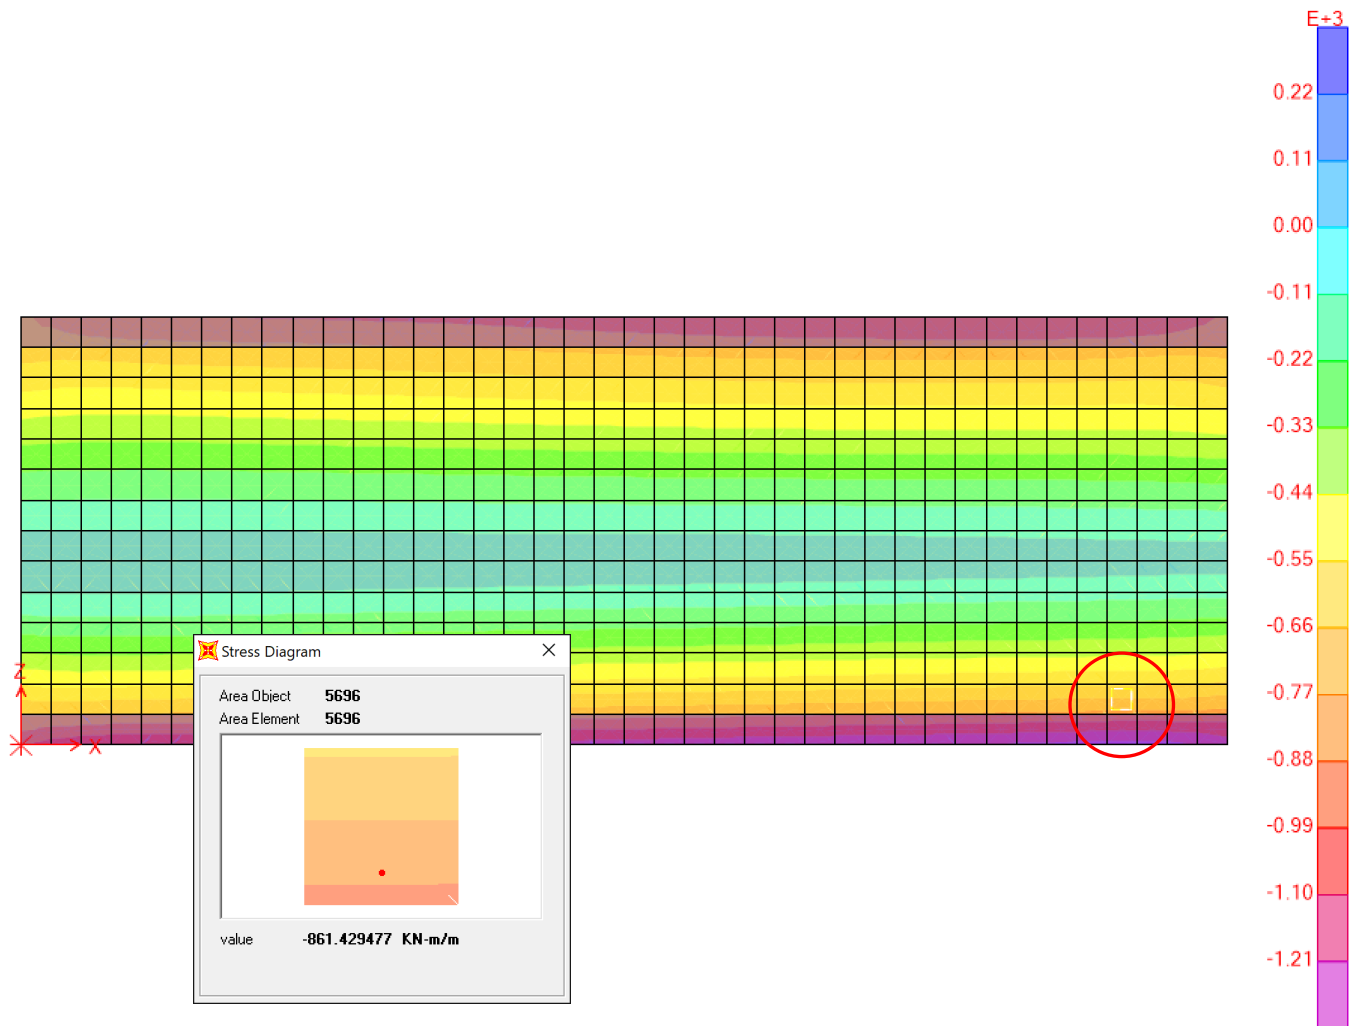 E+3
0.22
0.11
0.00
-0.11
-0.22
-0.33
-0.44
-0.55
-0.66
-0.77
-0.88
-0.99
-1.10
-1.21
Z
X
Stress Diagram
Area Object 5696
Area Element 5696
value -861.429477 KN-m/m